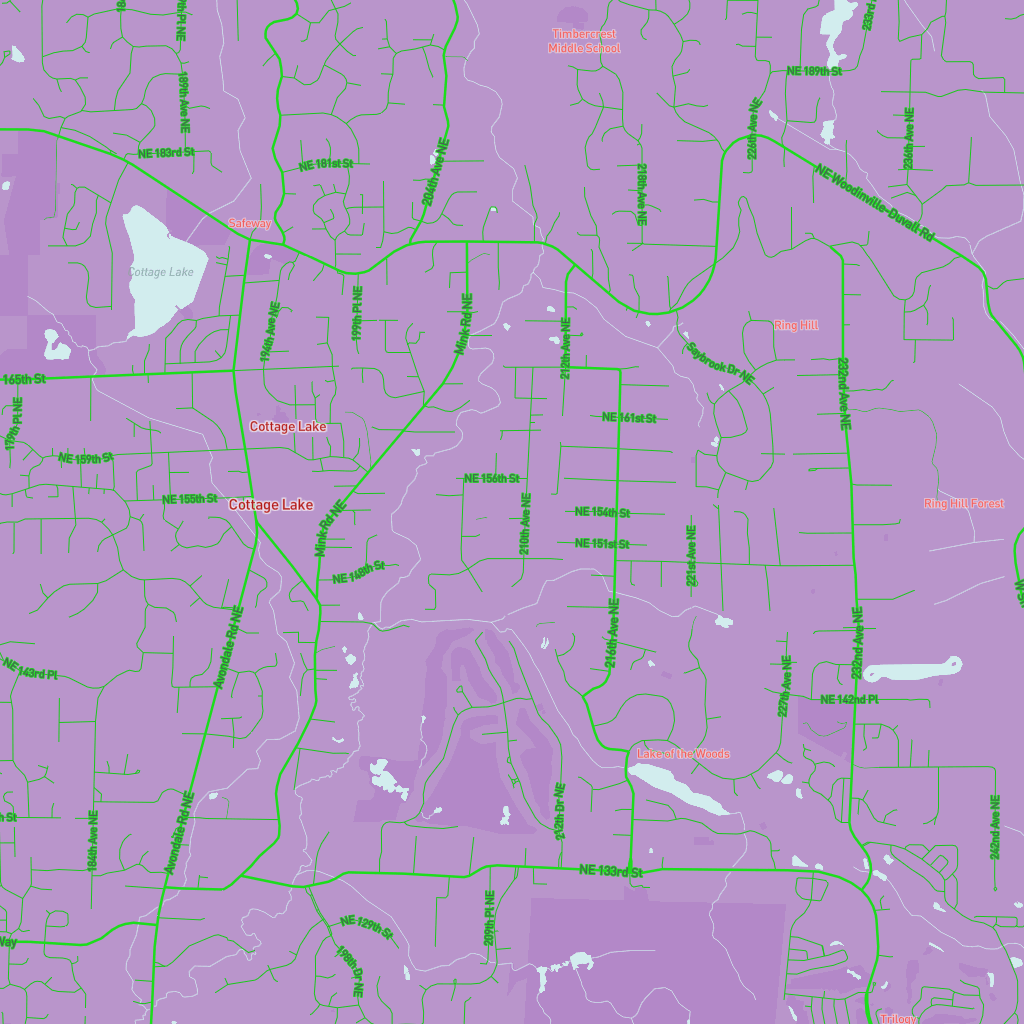 Timbercrest
Middle School
NE 189th St
189th Ave NE
226th Ave NE
236th Ave NE
NE 183rd St
NE 181st St
204th Ave NE
218th Ave NE
NE Woodinville-Duvall Rd
Safeway
Cottage Lake
194th Ave NE
199th Pl NE
Mink Rd NE
212th Ave NE
Ring Hill
Saybrook Dr NE
232nd Ave NE
165th St
179th Pl NE
Cottage Lake
NE 161st St
NE 159th St
NE 156th St
NE 155th St
Cottage Lake
Mink Rd NE
210th Ave NE
NE 154th St
Ring Hill Forest
NE 151st St
221st Ave NE
NE 148th St
Avondale Rd NE
216th Ave NE
232nd Ave NE
NE 143rd Pl
227th Ave NE
NE 142nd Pl
Lake of the Woods
212th Dr NE
Avondale Rd NE
184th Ave NE
h St
242nd Ave NE
NE 133rd St
209th Pl NE
NE 129th St
Way
198th Dr NE
Trilogy